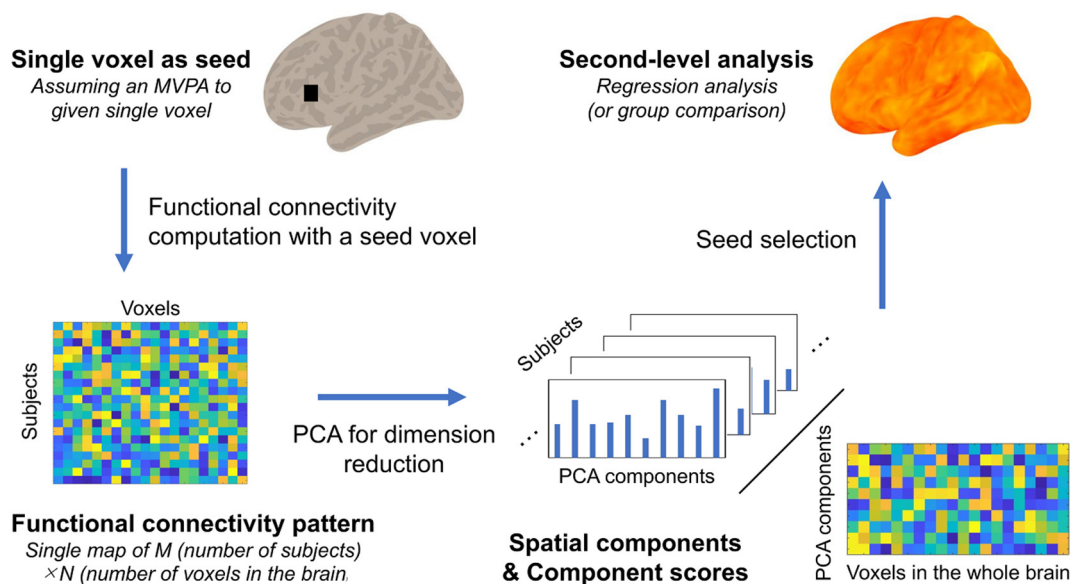 Single voxel as seed
Assuming an MVPA to
given single voxel
Functional connectivity
computation with a seed voxel
Voxels
Subjects
Functional connectivity pattern
Single map of M (number of subjects)
×N (number of voxels in the brain
PCA for dimension
reduction
Subjects
...
...
PCA components
Spatial components
& Component scores
PCA components
Voxels in the whole brain
Seed selection
Second-level analysis
Regression analysis
(or group comparison)